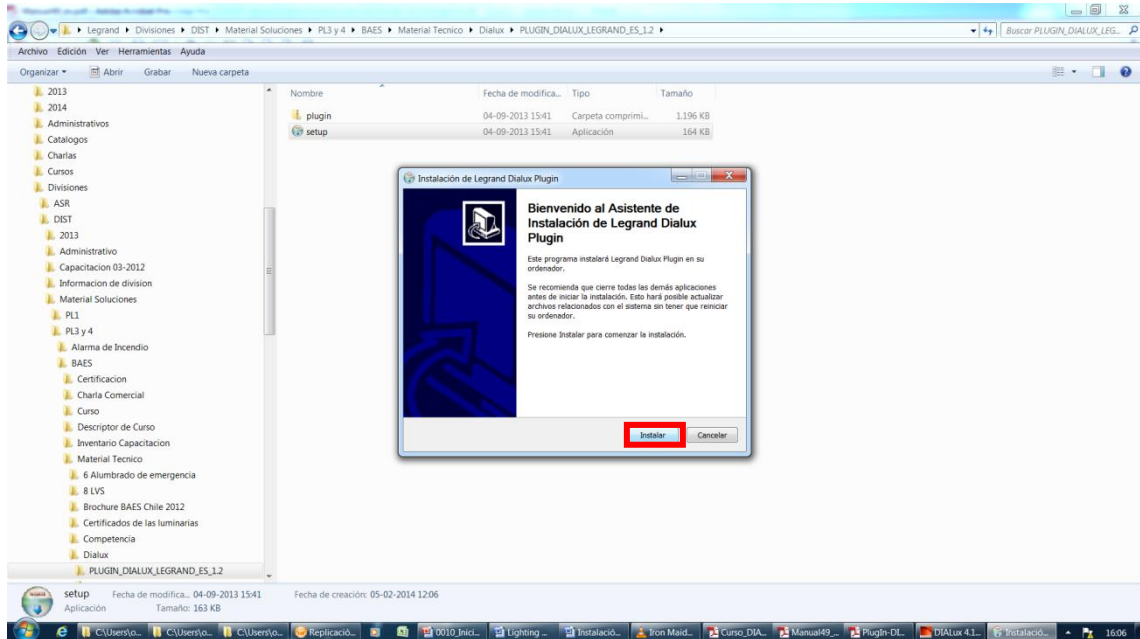 Legrand ▸ Divisiones ▸ DIST ▸ Material Soluciones ▸ PL3 y 4 ▸ BAES ▸ Material Tecnico ▸ Dialux ▸ PLUGIN_DIALUX_LEGRAND_ES_1.2 ▸
Buscar PLUGIN_DIALUX_LEG...
Archivo Edición Ver Herramientas Ayuda
Organizar Abrir Grabar Nueva carpeta
2013
2014
Administrativos
Catalogos
Charlas
Cursos
Divisiones
ASR
DIST
2013
Administrativo
Capacitacion 03-2012
Informacion de division
Material Soluciones
PL1
PL3 y 4
Alarma de Incendio
BAES
Certificacion
Charla Comercial
Curso
Descriptor de Curso
Inventario Capacitacion
Material Tecnico
6 Alumbrado de emergencia
8 LVS
Brochure BAES Chile 2012
Certificados de las luminarias
Competencia
Dialux
PLUGIN_DIALUX_LEGRAND_ES_1.2
Nombre Fecha de modifica... Tipo Tamaño
plugin 04-09-2013 15:41 Carpeta comprimi... 1.196 KB
setup 04-09-2013 15:41 Aplicación 164 KB
Instalación de Legrand Dialux Plugin
Bienvenido al Asistente de
Instalación de Legrand Dialux
Plugin
Este programa instalará Legrand Dialux Plugin en su
ordenador.
Se recomienda que cierre todas las demás aplicaciones
antes de iniciar la instalación. Esto hará posible actualizar
archivos relacionados con el sistema sin tener que reiniciar
su ordenador.
Presione Instalar para comenzar la instalación.
Instalar Cancelar
setup Fecha de modifica... 04-09-2013 15:41 Fecha de creación: 05-02-2014 12:06
Aplicación Tamaño: 163 KB
C:\Users\o... C:\Users\o... C:\Users\o... Replicació... 0010_Inici... Lighting ... Instalació... Iron Maid... Curso_DIA... Manual49_... PlugIn-DI... DIALux 4.1... Instalació... 16:06